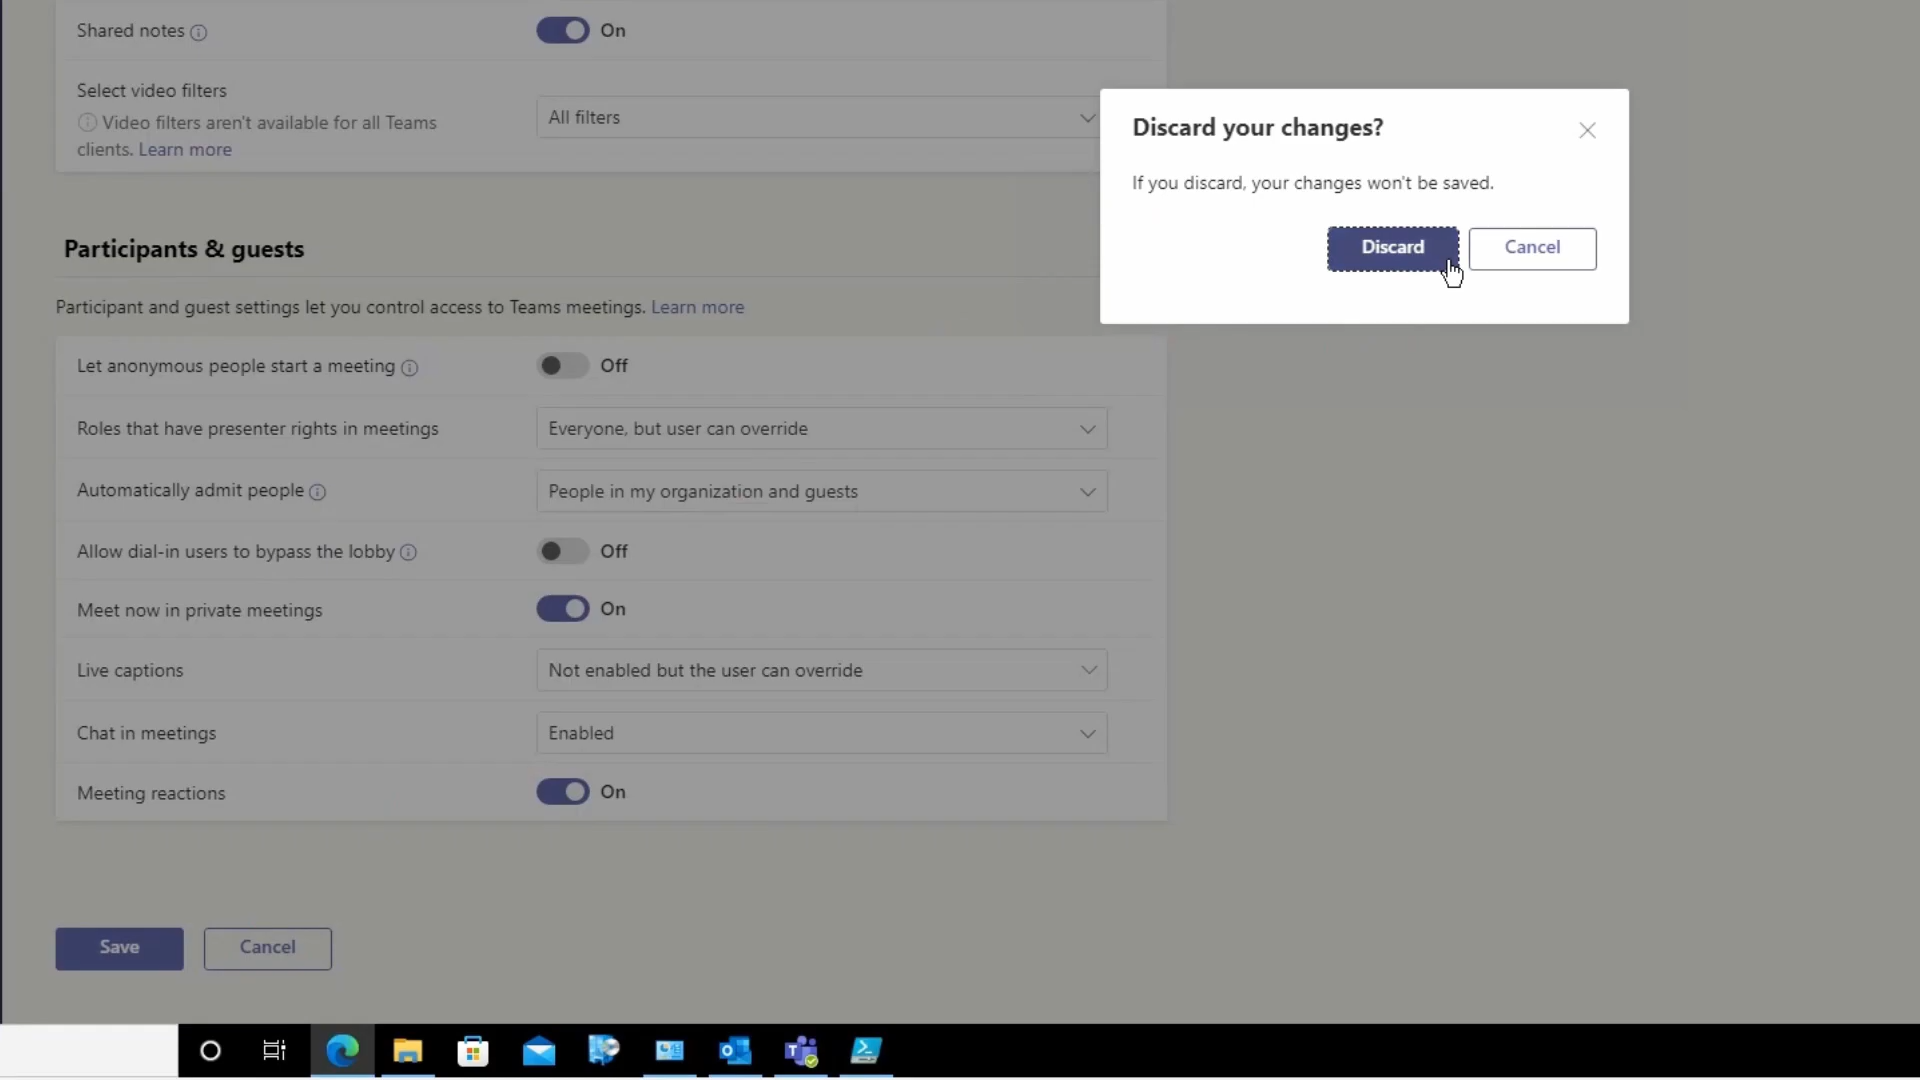 Shared notes
On
Select video filters
Video filters aren't available for all Teams
clients. Learn more
All filters
Discard your changes?
If you discard, your changes won't be saved.
Discard
Cancel
Participants & guests
Participant and guest settings let you control access to Teams meetings. Learn more
Let anonymous people start a meeting
Off
Roles that have presenter rights in meetings
Everyone, but user can override
Automatically admit people
People in my organization and guests
Allow dial-in users to bypass the lobby
Off
Meet now in private meetings
On
Live captions
Not enabled but the user can override
Chat in meetings
Enabled
Meeting reactions
On
Save
Cancel